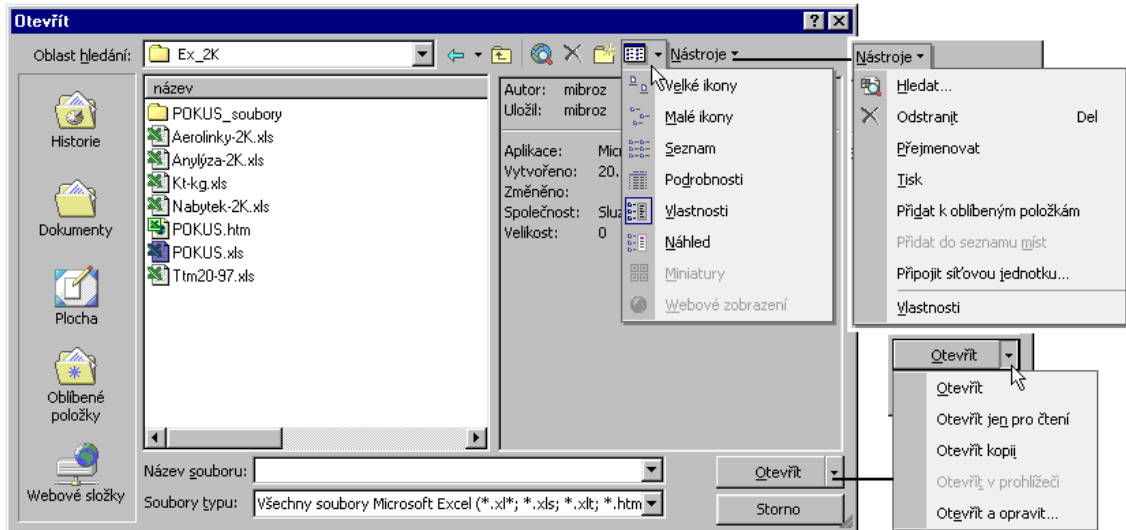 Otevřít
Oblast hledání:
Ex_2K
Nástroje
Historie
Dokumenty
Plocha
Oblíbené
položky
Webové složky
název
POKUS_soubory
Aerolinky-2K.xls
Anylýza-2K.xls
Kt-kg.xls
Nabytek-2K.xls
POKUS.htm
POKUS.xls
Ttm20-97.xls
Autor: mibroz
Uložil: mibroz
Aplikace:
Vytvořeno: 20.
Změněno:
Společnost:
Velikost: 0
Velké ikony
Malé ikony
Seznam
Podrobnosti
Vlastnosti
Náhled
Miniatury
Webové zobrazení
Název souboru:
Otevřít
Soubory typu: Všechny soubory Microsoft Excel (*.xl*; *.xls; *.xlt; *.htm
Storno
Nástroje
Hledat...
Odstranit Del
Přejmenovat
Tisk
Přidat k oblíbeným položkám
Přidat do seznamu míst
Připojit síťovou jednotku...
Vlastnosti
Otevřít
Otevřít
Otevřít jen pro čtení
Otevřít kopii
Otevřít v prohlížeči
Otevřít a opravit...